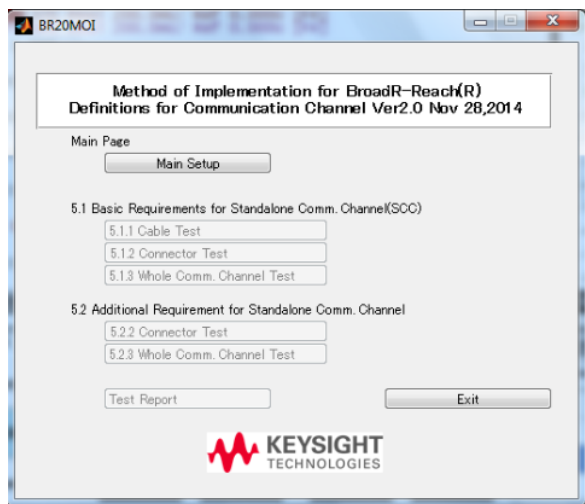 BR20MOI
Method of Implementation for BroadR-Reach(R)
Definitions for Communication Channel Ver2.0 Nov 28,2014
Main Page
Main Setup
5.1 Basic Requirements for Standalone Comm. Channel(SCC)
5.1.1 Cable Test
5.1.2 Connector Test
5.1.3 Whole Comm. Channel Test
5.2 Additional Requirement for Standalone Comm. Channel
5.2.2 Connector Test
5.2.3 Whole Comm. Channel Test
Test Report
Exit
KEYSIGHT
TECHNOLOGIES